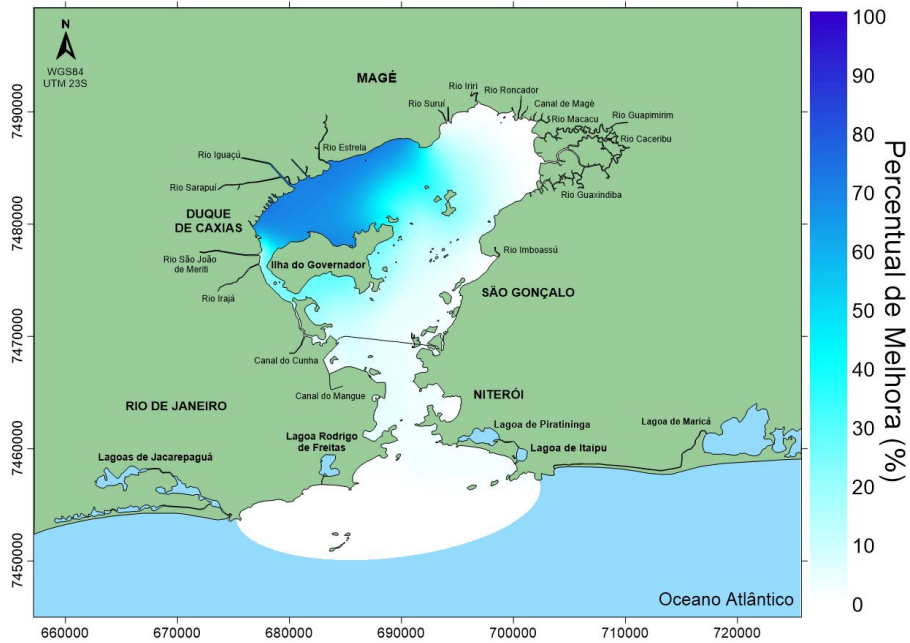 N
WGS84
UTM 23S
MAGÉ
Rio Iriri
Rio Roncador
Rio Suruí
Canal de Magè
Rio Macacu
Rio Guapimirim
Rio Caceribu
Rio Estrela
Rio Iguaçú
Rio Sarapuí
Rio Guaxindiba
DUQUE
DE CAXIAS
Rio São João
de Meriti
Ilha do Governador
Rio Imboassú
Rio Irajá
SÃO GONÇALO
Canal do Cunha
Canal do Mangue
NITERÓI
RIO DE JANEIRO
Lagoa de Piratininga
Lagoa de Maricá
Lagoa Rodrigo
de Freitas
Lagoa de Itaipu
Lagoas de Jacarepaguá
Oceano Atlântico
7490000
7480000
7470000
7460000
7450000
660000 670000 680000 690000 700000 710000 720000
100
90
80
70
60
50
40
30
20
10
0
Percentual de Melhora (%)